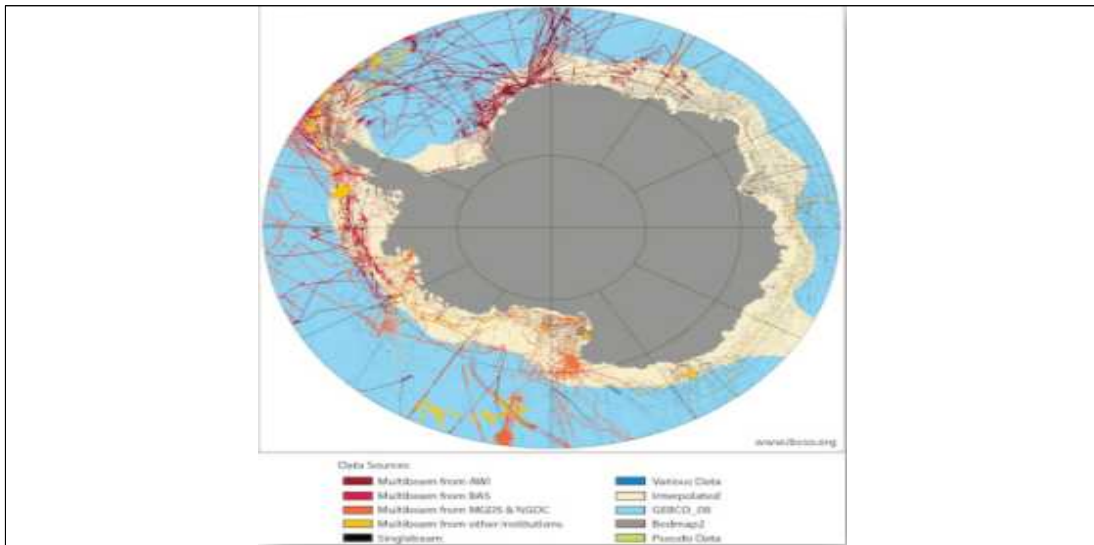 www.ibcso.org
Data Sources
Multibeam from AWI
Multibeam from BAS
Multibeam from MGDS & NGDC
Multibeam from other institutions
Singlebeam
Various Data
Interpolated
GEBCO_08
Bedmap2
Pseudo Data